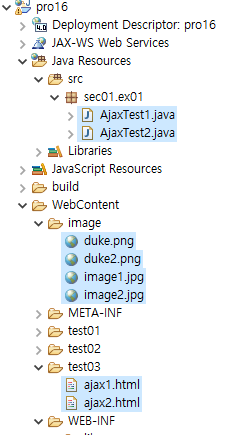 pro16
Deployment Descriptor: pro16
JAX-WS Web Services
Java Resources
src
sec01.ex01
AjaxTest1.java
AjaxTest2.java
Libraries
JavaScript Resources
build
WebContent
image
duke.png
duke2.png
image1.jpg
image2.jpg
META-INF
test01
test02
test03
ajax1.html
ajax2.html
WEB-INF